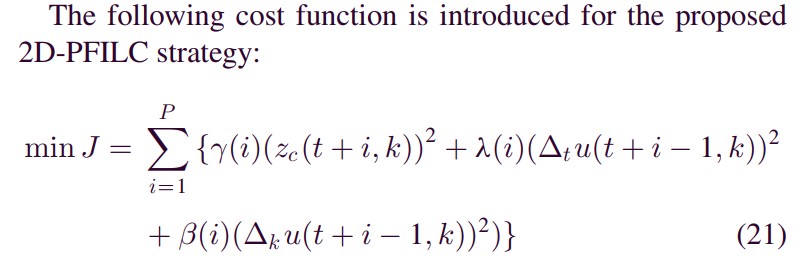 The following cost function is introduced for the proposed
2D-PFILC strategy:
min J = \sum_{i=1}^{P} \{\gamma(i)(z_c(t + i, k))^2 + \lambda(i)(\Delta_t u(t + i - 1, k))^2
+ \beta(i)(\Delta_k u(t + i - 1, k))^2)\} (21)